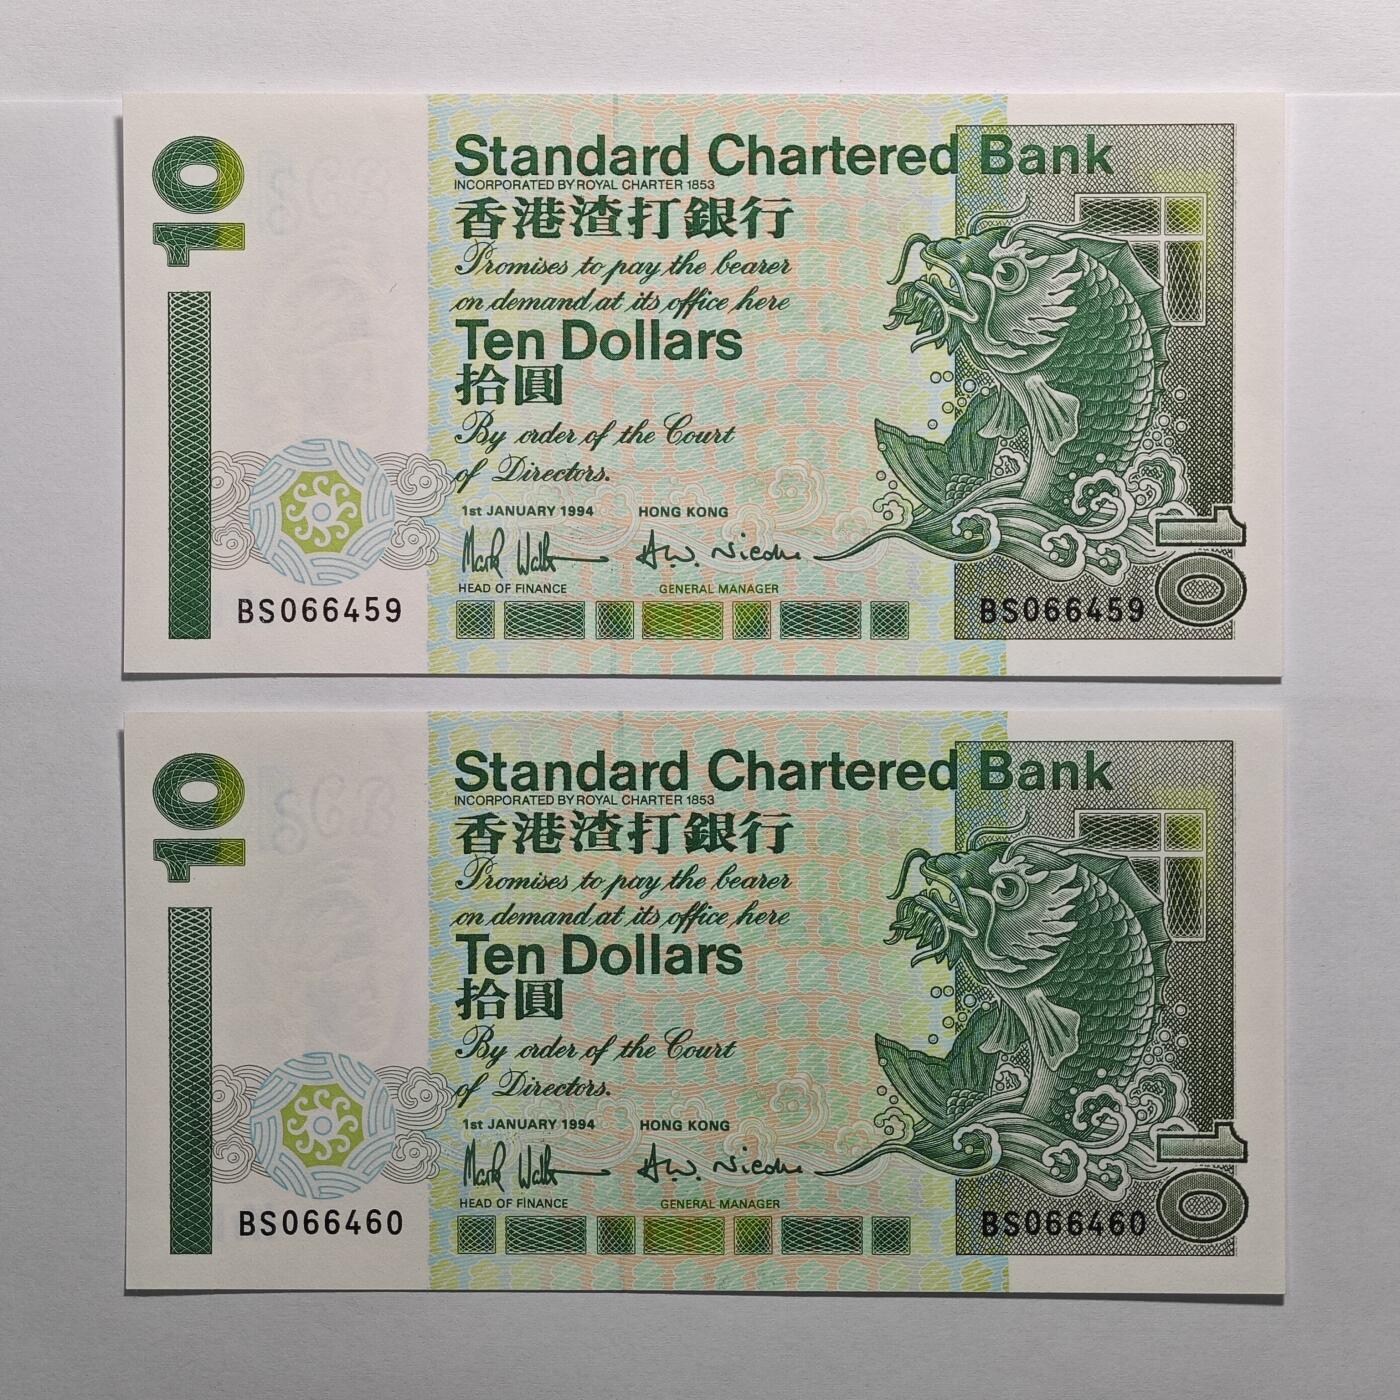 10
Standard Chartered Bank
INCORPORATED BY ROYAL CHARTER 1853
香港渣打銀行
Promises to pay the bearer
on demand at its office here
Ten Dollars
拾圓
By order of the Court
of Directors.
1st JANUARY 1994 HONG KONG
HEAD OF FINANCE GENERAL MANAGER
BS066459 BS066459
10
10
SCB
Standard Chartered Bank
INCORPORATED BY ROYAL CHARTER 1853
香港渣打銀行
Promises to pay the bearer
on demand at its office here
Ten Dollars
拾圓
By order of the Court
of Directors.
1st JANUARY 1994 HONG KONG
HEAD OF FINANCE GENERAL MANAGER
BS066460 BS066460
10